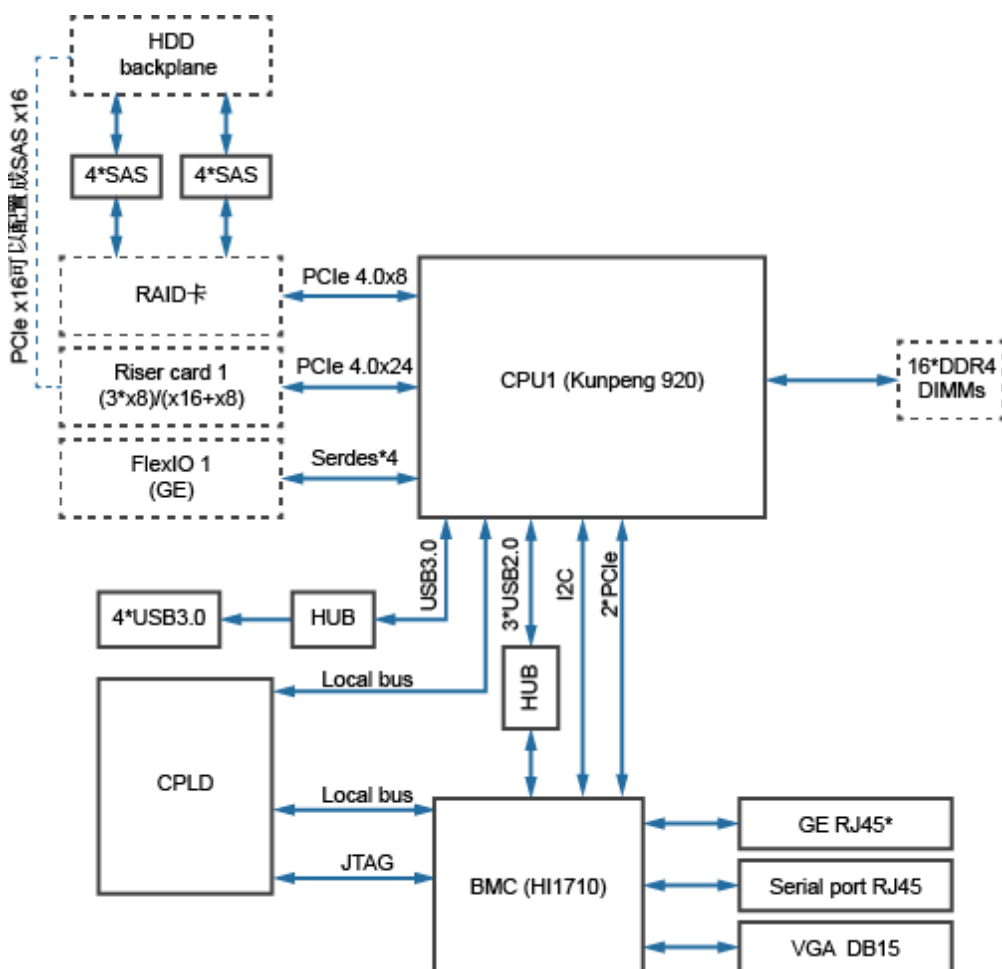 HDD
backplane
PCIe x16可以配置成SAS x16
4*SAS
4*SAS
RAID卡
PCIe 4.0x8
Riser card 1
(3*x8)/(x16+x8)
PCIe 4.0x24
CPU1 (Kunpeng 920)
16*DDR4
DIMMs
FlexIO 1
(GE)
Serdes*4
USB3.0
3*USB2.0
I2C
2*PCIe
4*USB3.0
HUB
HUB
Local bus
CPLD
Local bus
JTAG
BMC (HI1710)
GE RJ45*
Serial port RJ45
VGA DB15